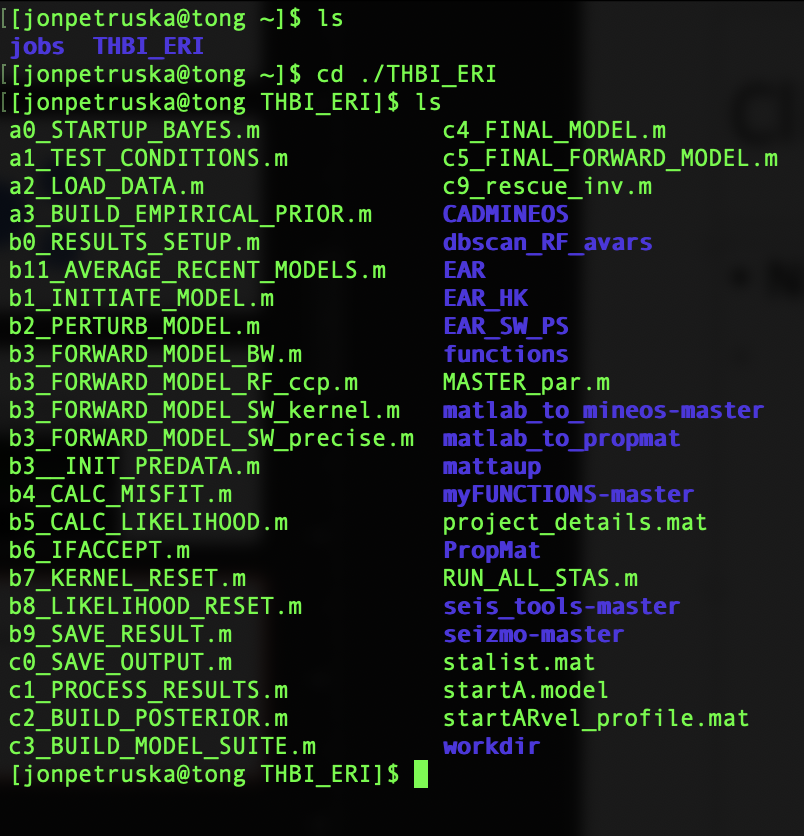 [[jonpetruska@tong ~]$ ls
jobs  THBI_ERI
[[jonpetruska@tong ~]$ cd ./THBI_ERI
[[jonpetruska@tong THBI_ERI]$ ls
a0_STARTUP_BAYES.m              c4_FINAL_MODEL.m
a1_TEST_CONDITIONS.m            c5_FINAL_FORWARD_MODEL.m
a2_LOAD_DATA.m                  c9_rescue_inv.m
a3_BUILD_EMPIRICAL_PRIOR.m      CADMINEOS
b0_RESULTS_SETUP.m              dbscan_RF_avars
b11_AVERAGE_RECENT_MODELS.m     EAR
b1_INITIATE_MODEL.m             EAR_HK
b2_PERTURB_MODEL.m              EAR_SW_PS
b3_FORWARD_MODEL_BW.m           functions
b3_FORWARD_MODEL_RF_ccp.m       MASTER_par.m
b3_FORWARD_MODEL_SW_kernel.m    matlab_to_mineos-master
b3_FORWARD_MODEL_SW_precise.m   matlab_to_propmat
b3__INIT_PREDATA.m              mattaup
b4_CALC_MISFIT.m                myFUNCTIONS-master
b5_CALC_LIKELIHOOD.m            project_details.mat
b6_IFACCEPT.m                   PropMat
b7_KERNEL_RESET.m               RUN_ALL_STAS.m
b8_LIKELIHOOD_RESET.m           seis_tools-master
b9_SAVE_RESULT.m                seizmo-master
c0_SAVE_OUTPUT.m                stalist.mat
c1_PROCESS_RESULTS.m            startA.model
c2_BUILD_POSTERIOR.m            startARvel_profile.mat
c3_BUILD_MODEL_SUITE.m          workdir
[jonpetruska@tong THBI_ERI]$